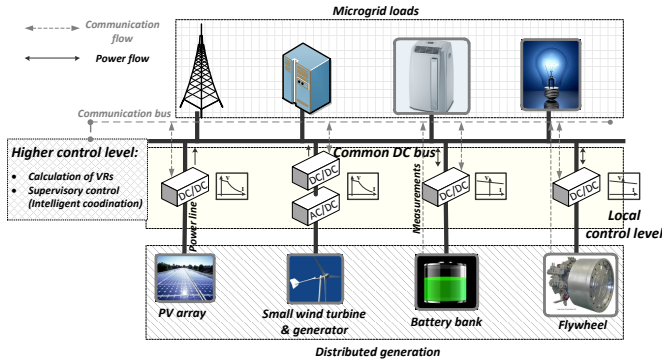 Microgrid loads
Communication
flow
Power flow
Communication bus
Higher control level:
• Calculation of VRs
• Supervisory control
(Intelligent coodination)
Common DC bus
DC/DC
DC/DC
AC/DC
DC/DC
DC/DC
V
I
V
I
V
I
V
I
Power line
Measurements
Local
control level
PV array
Small wind turbine
& generator
Battery bank
Flywheel
Distributed generation